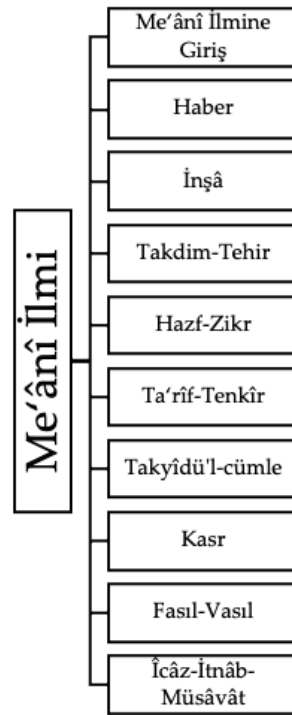 Me‘ânî İlmi
Me‘ânî İlmine
Giriş
Haber
İnşâ
Takdim-Tehir
Hazf-Zikr
Ta‘rîf-Tenkîr
Takyîdü'l-cümle
Kasr
Fasıl-Vasıl
Îcâz-İtnâb-
Müsâvât